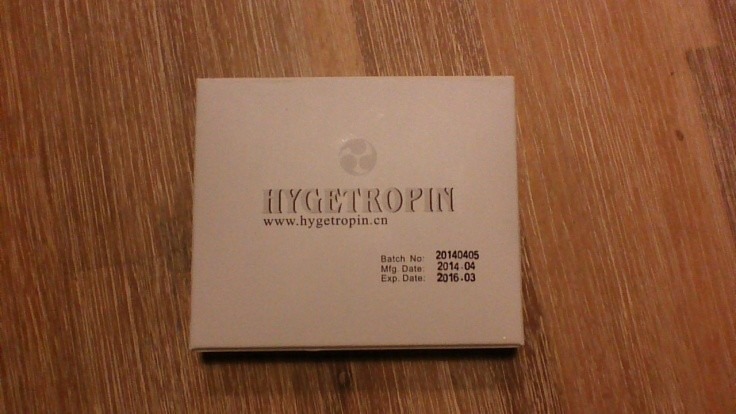 HYGETROPIN
www.hygetropin.cn
Batch No: 20140405
Mfg. Date: 2014.04
Exp. Date: 2016.03